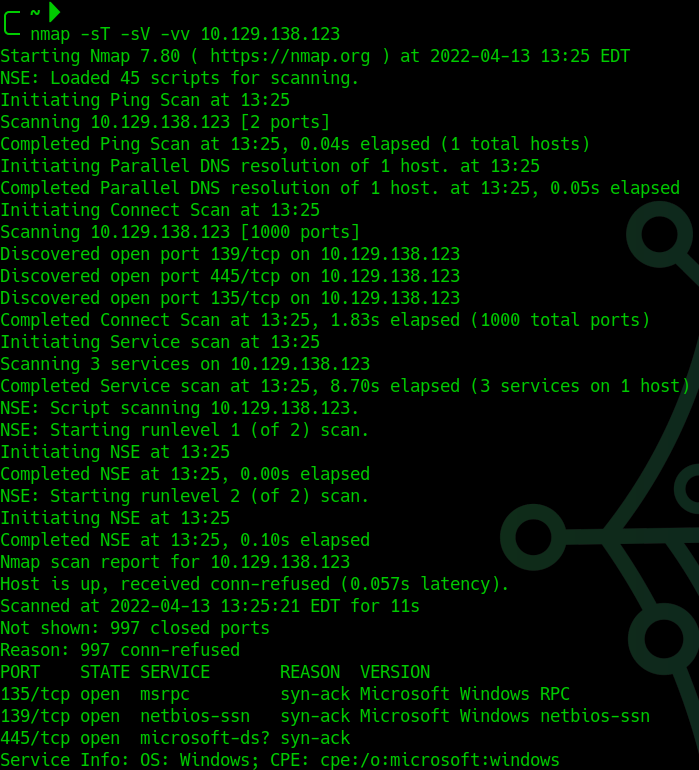 ~
nmap -sT -sV -vv 10.129.138.123
Starting Nmap 7.80 ( https://nmap.org ) at 2022-04-13 13:25 EDT
NSE: Loaded 45 scripts for scanning.
Initiating Ping Scan at 13:25
Scanning 10.129.138.123 [2 ports]
Completed Ping Scan at 13:25, 0.04s elapsed (1 total hosts)
Initiating Parallel DNS resolution of 1 host. at 13:25
Completed Parallel DNS resolution of 1 host. at 13:25, 0.05s elapsed
Initiating Connect Scan at 13:25
Scanning 10.129.138.123 [1000 ports]
Discovered open port 139/tcp on 10.129.138.123
Discovered open port 445/tcp on 10.129.138.123
Discovered open port 135/tcp on 10.129.138.123
Completed Connect Scan at 13:25, 1.83s elapsed (1000 total ports)
Initiating Service scan at 13:25
Scanning 3 services on 10.129.138.123
Completed Service scan at 13:25, 8.70s elapsed (3 services on 1 host)
NSE: Script scanning 10.129.138.123.
NSE: Starting runlevel 1 (of 2) scan.
Initiating NSE at 13:25
Completed NSE at 13:25, 0.00s elapsed
NSE: Starting runlevel 2 (of 2) scan.
Initiating NSE at 13:25
Completed NSE at 13:25, 0.10s elapsed
Nmap scan report for 10.129.138.123
Host is up, received conn-refused (0.057s latency).
Scanned at 2022-04-13 13:25:21 EDT for 11s
Not shown: 997 closed ports
Reason: 997 conn-refused
PORT    STATE SERVICE       REASON  VERSION
135/tcp open  msrpc         syn-ack Microsoft Windows RPC
139/tcp open  netbios-ssn   syn-ack Microsoft Windows netbios-ssn
445/tcp open  microsoft-ds? syn-ack
Service Info: OS: Windows; CPE: cpe:/o:microsoft:windows